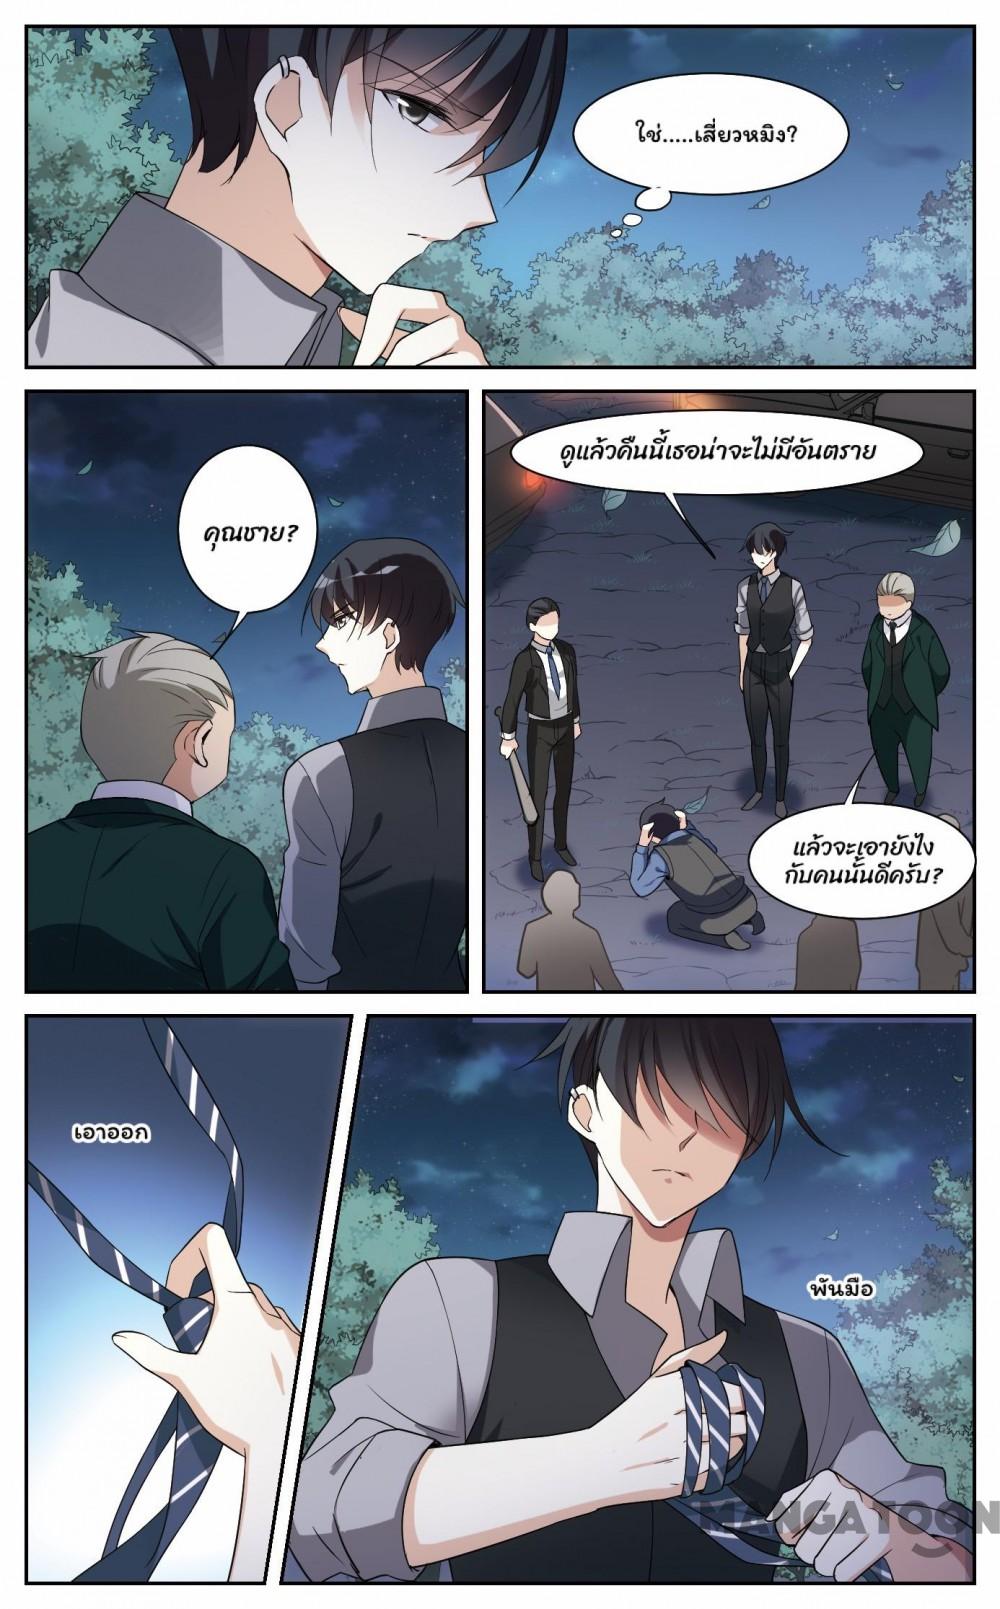 ใช่.....เสี่ยวหมิง?
คุณชาย?
ดูแล้วคืนนี้เธอน่าจะไม่มีอันตราย
แล้วจะเอายังไง
กับคนนั้นดีครับ?
เอาออก
พันมือ
MANGATOON